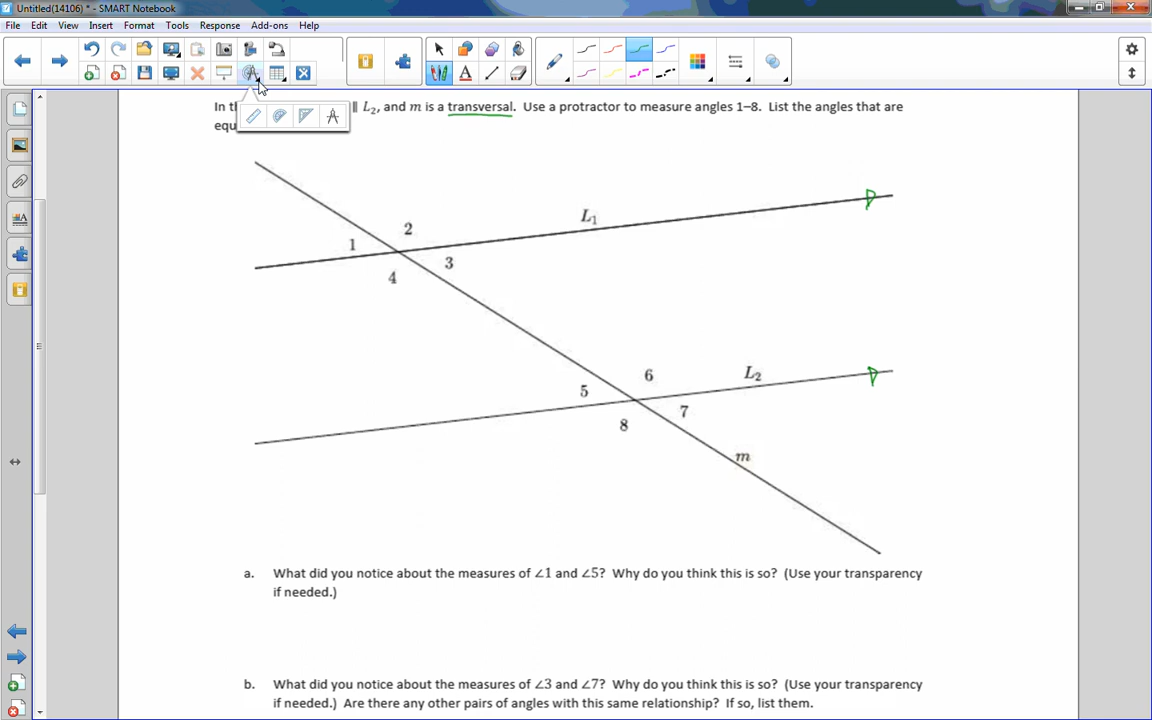 Untitled(14106) * - SMART Notebook
File Edit View Insert Format Tools Response Add-ons Help
In t ∥ L₂, and m is a transversal. Use a protractor to measure angles 1–8. List the angles that are
equ
L₁
2
1
3
4
6
L₂
5
7
8
m
a. What did you notice about the measures of ∠1 and ∠5? Why do you think this is so? (Use your transparency
if needed.)
b. What did you notice about the measures of ∠3 and ∠7? Why do you think this is so? (Use your transparency
if needed.) Are there any other pairs of angles with this same relationship? If so, list them.